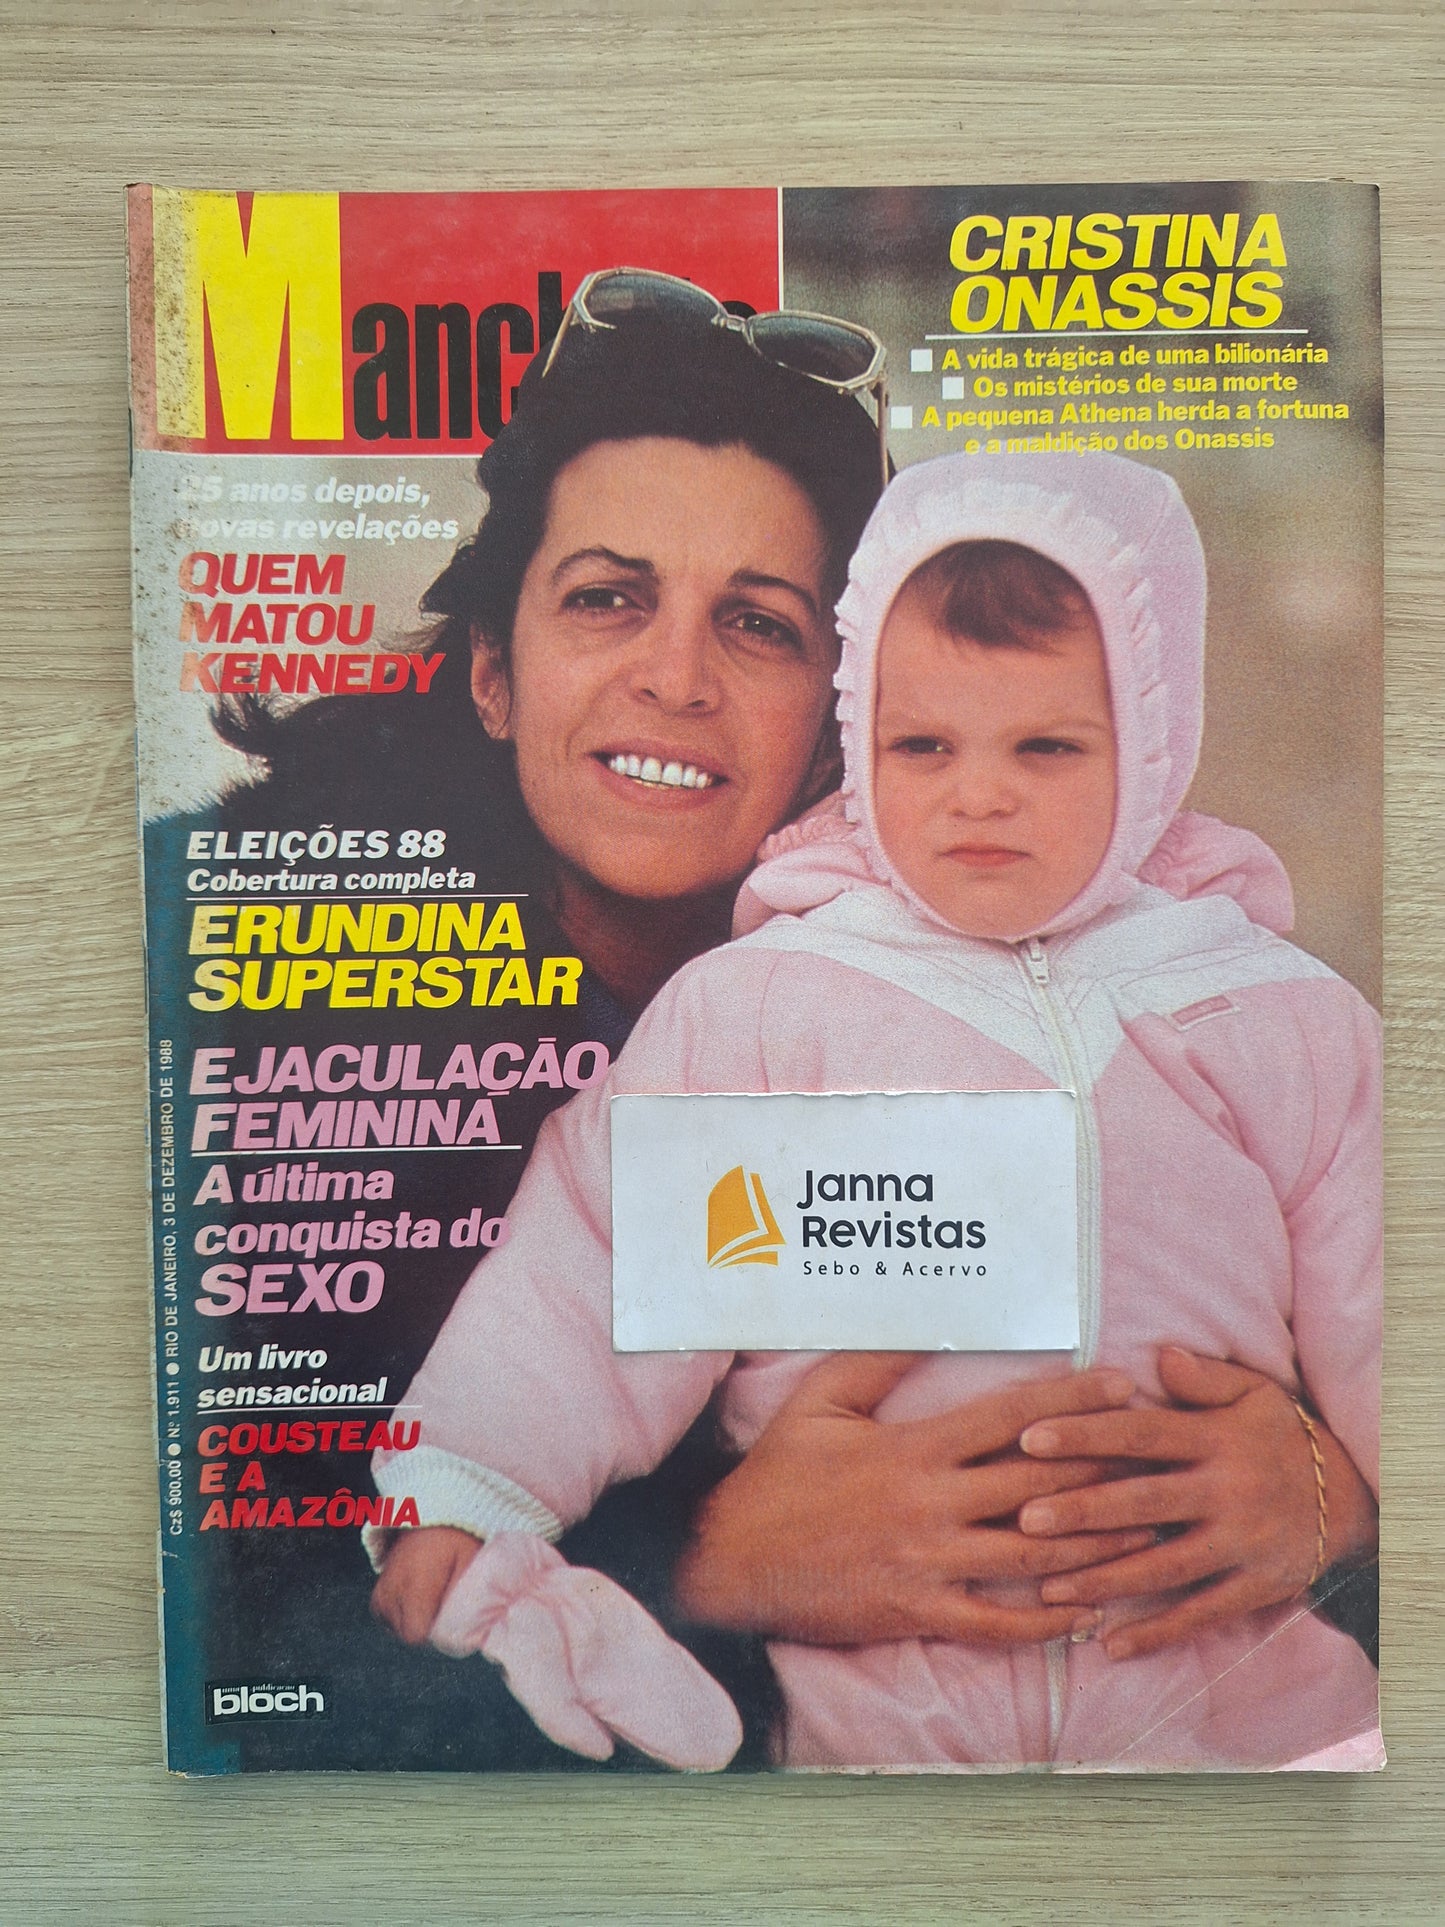 Manchete
CRISTINA
ONASSIS
A vida trágica de uma bilionária
Os mistérios de sua morte
A pequena Athena herda a fortuna
e a maldição dos Onassis
25 anos depois,
novas revelações
QUEM
MATOU
KENNEDY
ELEIÇÕES 88
Cobertura completa
ERUNDINA
SUPERSTAR
EJACULAÇÃO
FEMININA
A última
conquista do
SEXO
Um livro
sensacional
COUSTEAU
E A
AMAZÔNIA
Cz$ 900,00 ● Nº 1.911 ● RIO DE JANEIRO, 3 DE DEZEMBRO DE 1988
uma publicação
bloch
Janna
Revistas
Sebo & Acervo